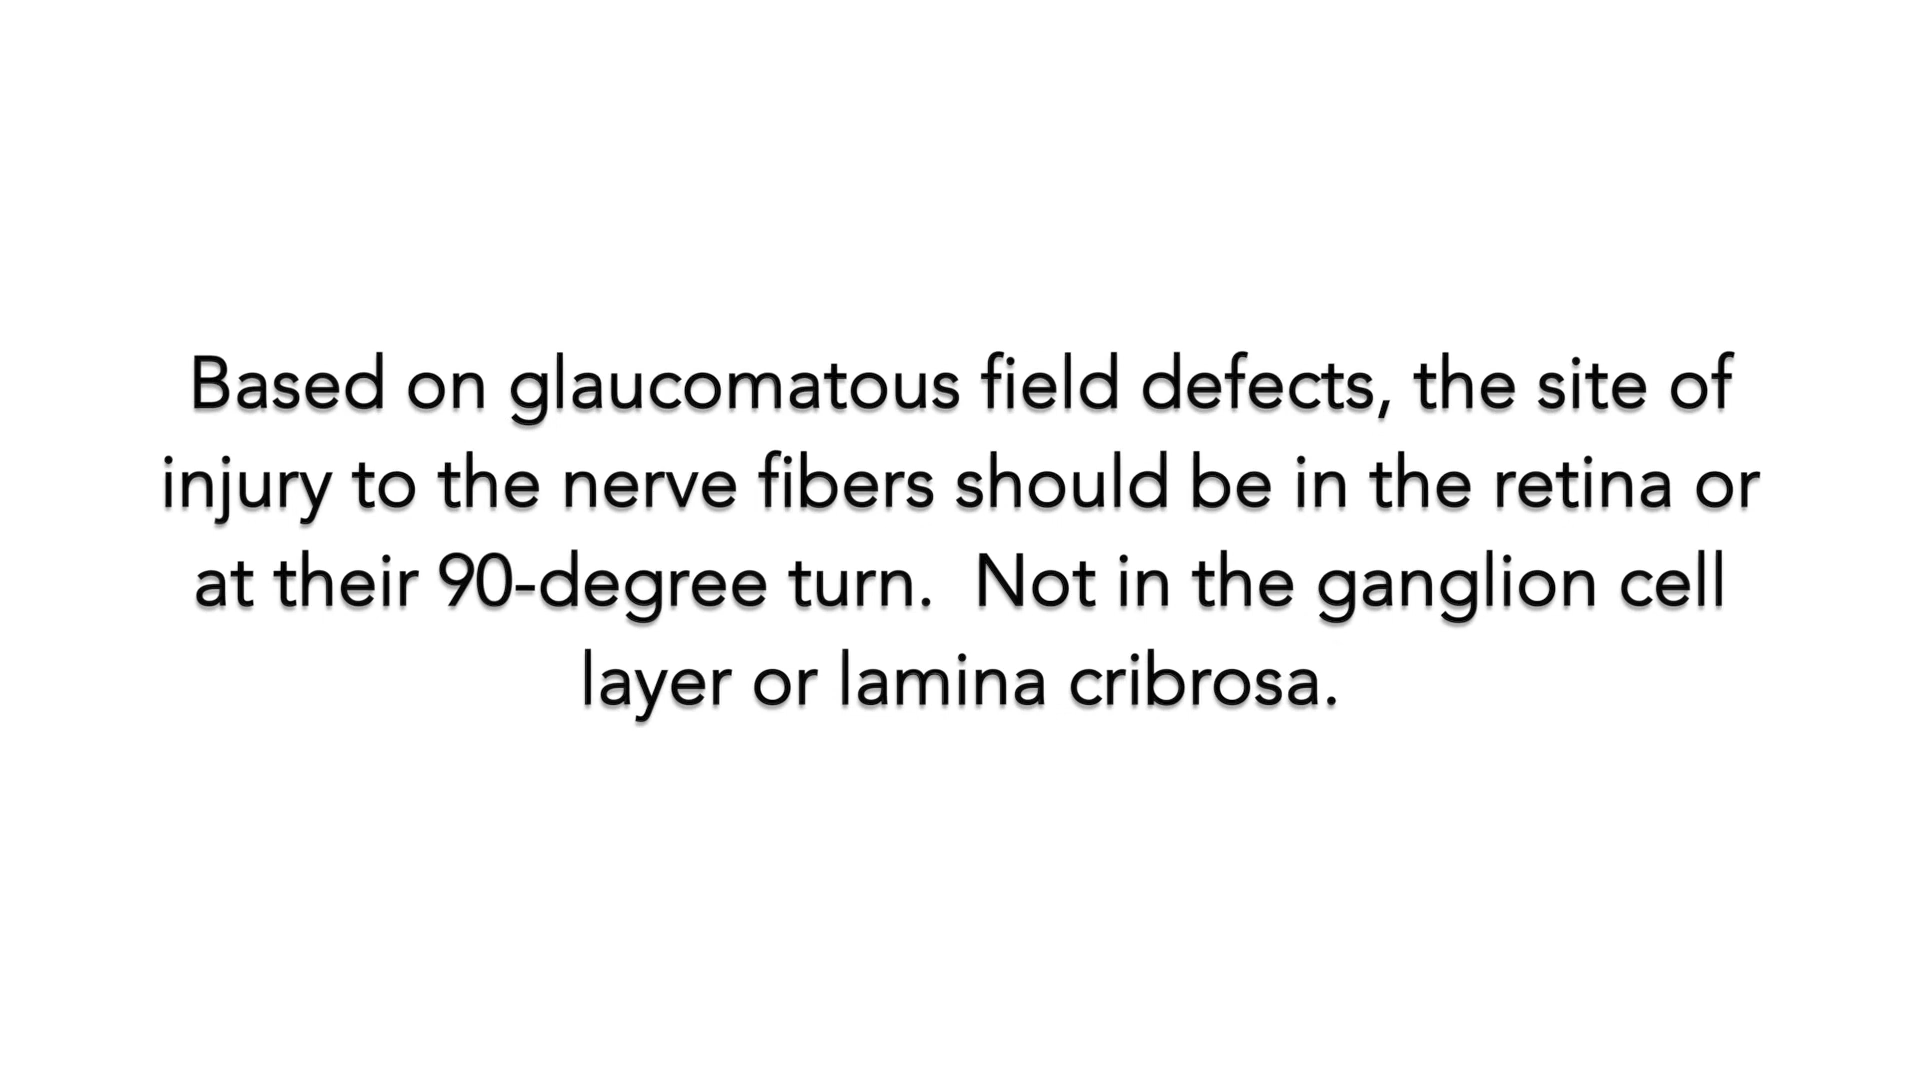 Based on glaucomatous field defects, the site of
injury to the nerve fibers should be in the retina or
at their 90-degree turn.  Not in the ganglion cell
layer or lamina cribrosa.